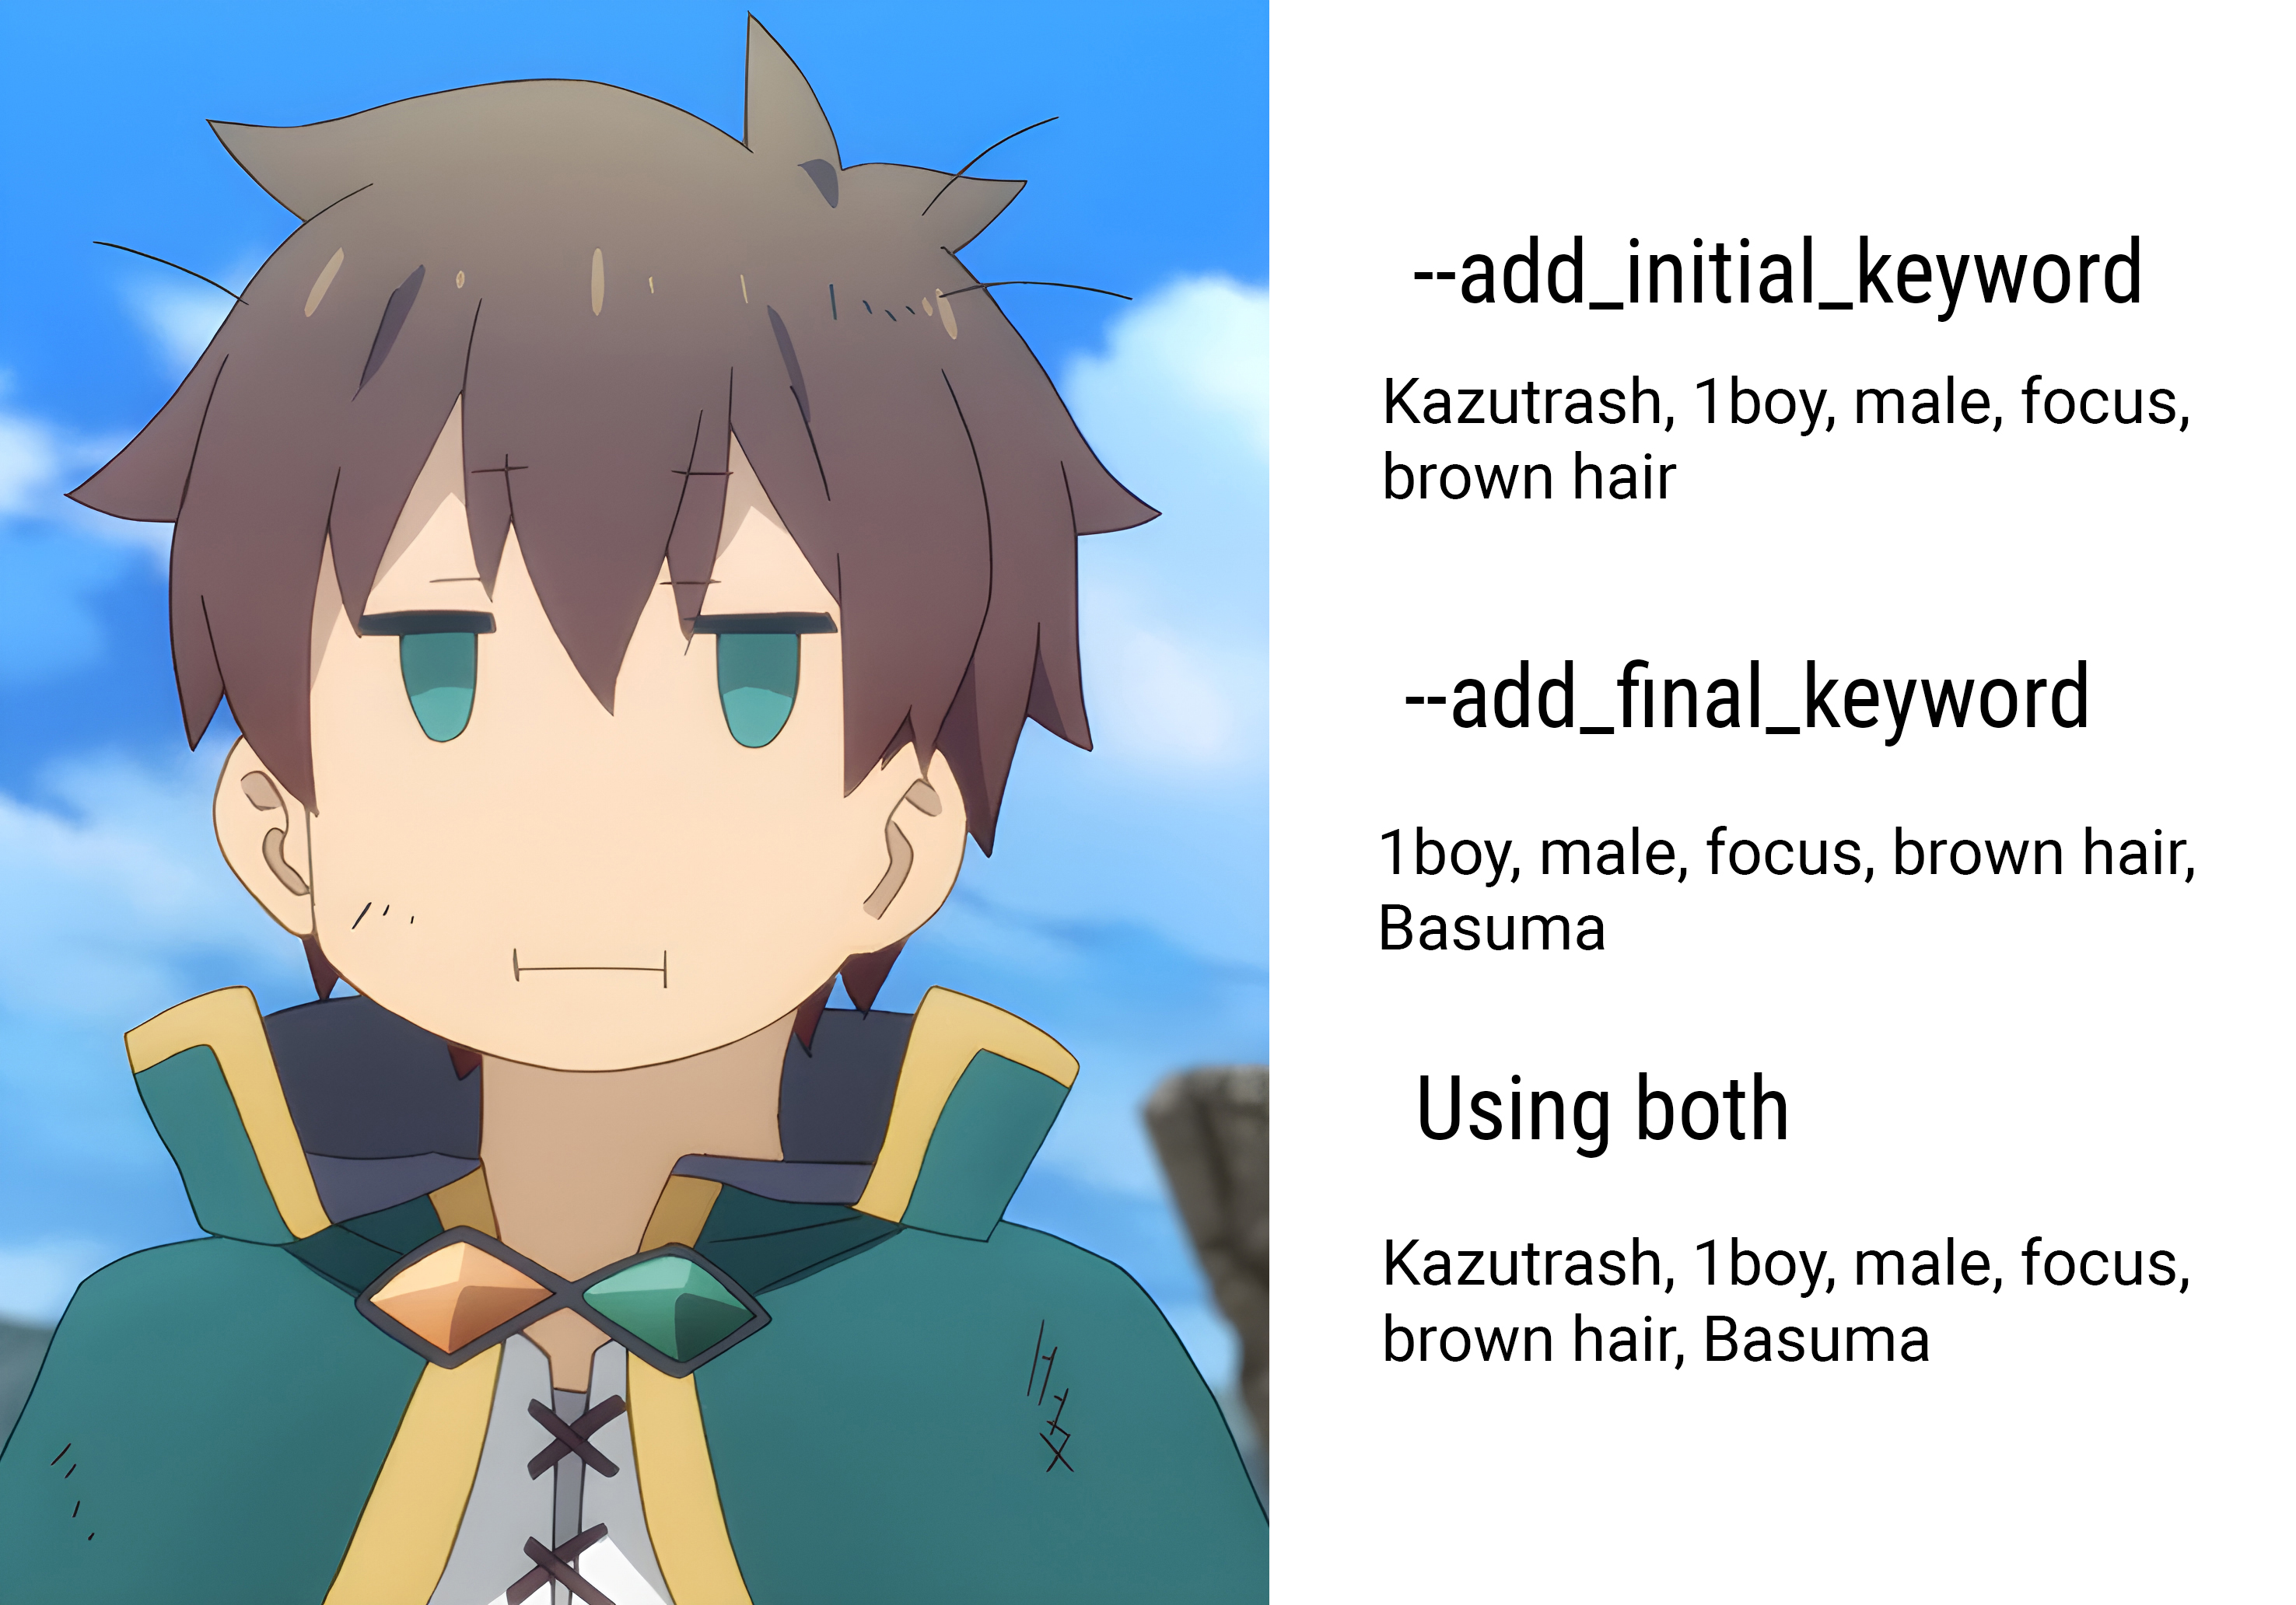 --add_initial_keyword
Kazutrash, 1boy, male, focus,
brown hair
--add_final_keyword
1boy, male, focus, brown hair,
Basuma
Using both
Kazutrash, 1boy, male, focus,
brown hair, Basuma